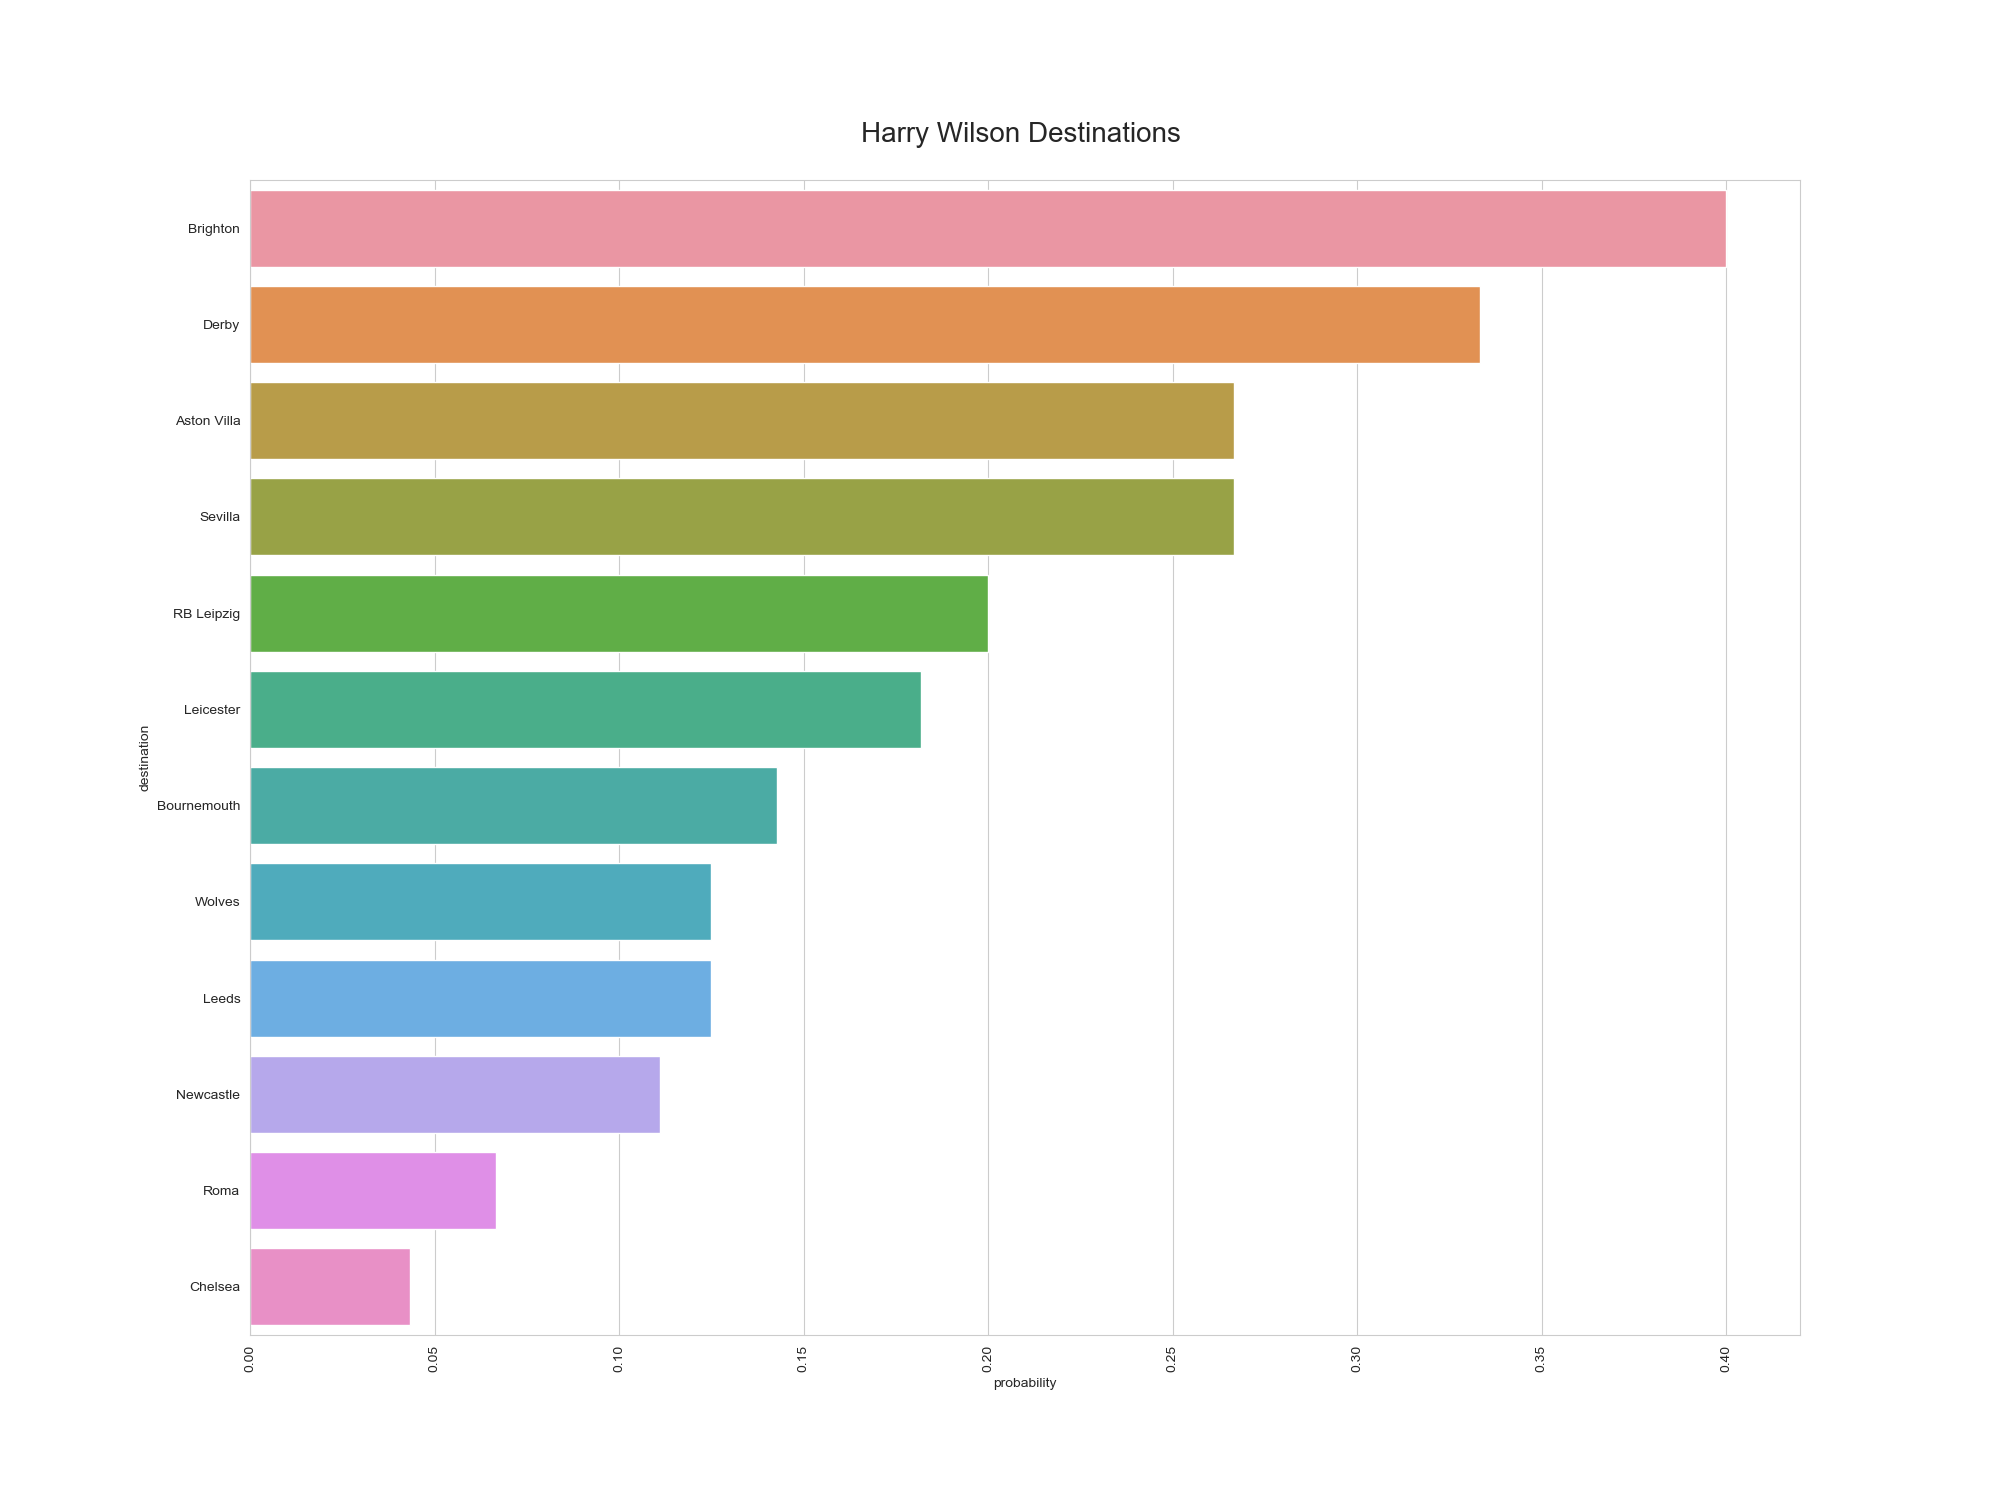 Harry Wilson Destinations
Brighton
Derby
Aston Villa
Sevilla
RB Leipzig
Leicester
destination
Bournemouth
Wolves
Leeds
Newcastle
Roma
Chelsea
0.00
0.05
0.10
0.15
0.20
0.25
0.30
0.35
0.40
probability